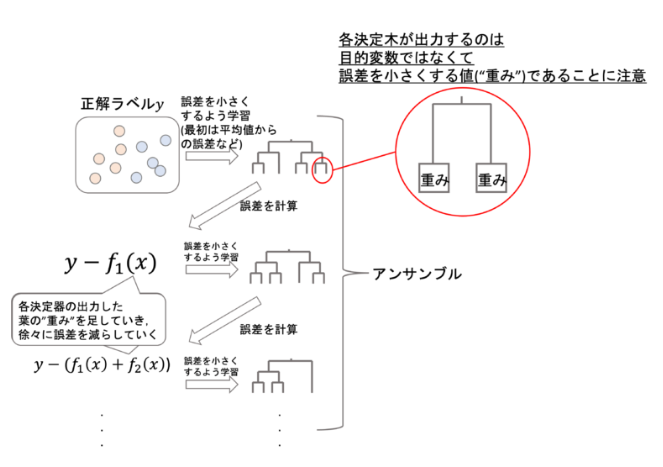 各決定木が出力するのは
目的変数ではなくて
誤差を小さくする値(“重み”)であることに注意
正解ラベルy
誤差を小さく
するよう学習
(最初は平均値から
の誤差など)
重み 重み
誤差を計算
y − f₁(x)
誤差を小さく
するよう学習
アンサンブル
各決定器の出力した
葉の”重み”を足していき,
徐々に誤差を減らしていく
誤差を計算
y − (f₁(x) + f₂(x))
誤差を小さく
するよう学習